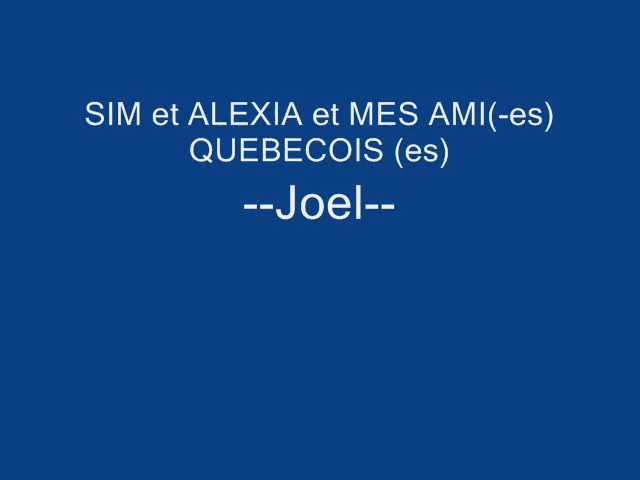 SIM et ALEXIA et MES AMI(-es)
QUEBECOIS (es)
--Joel--